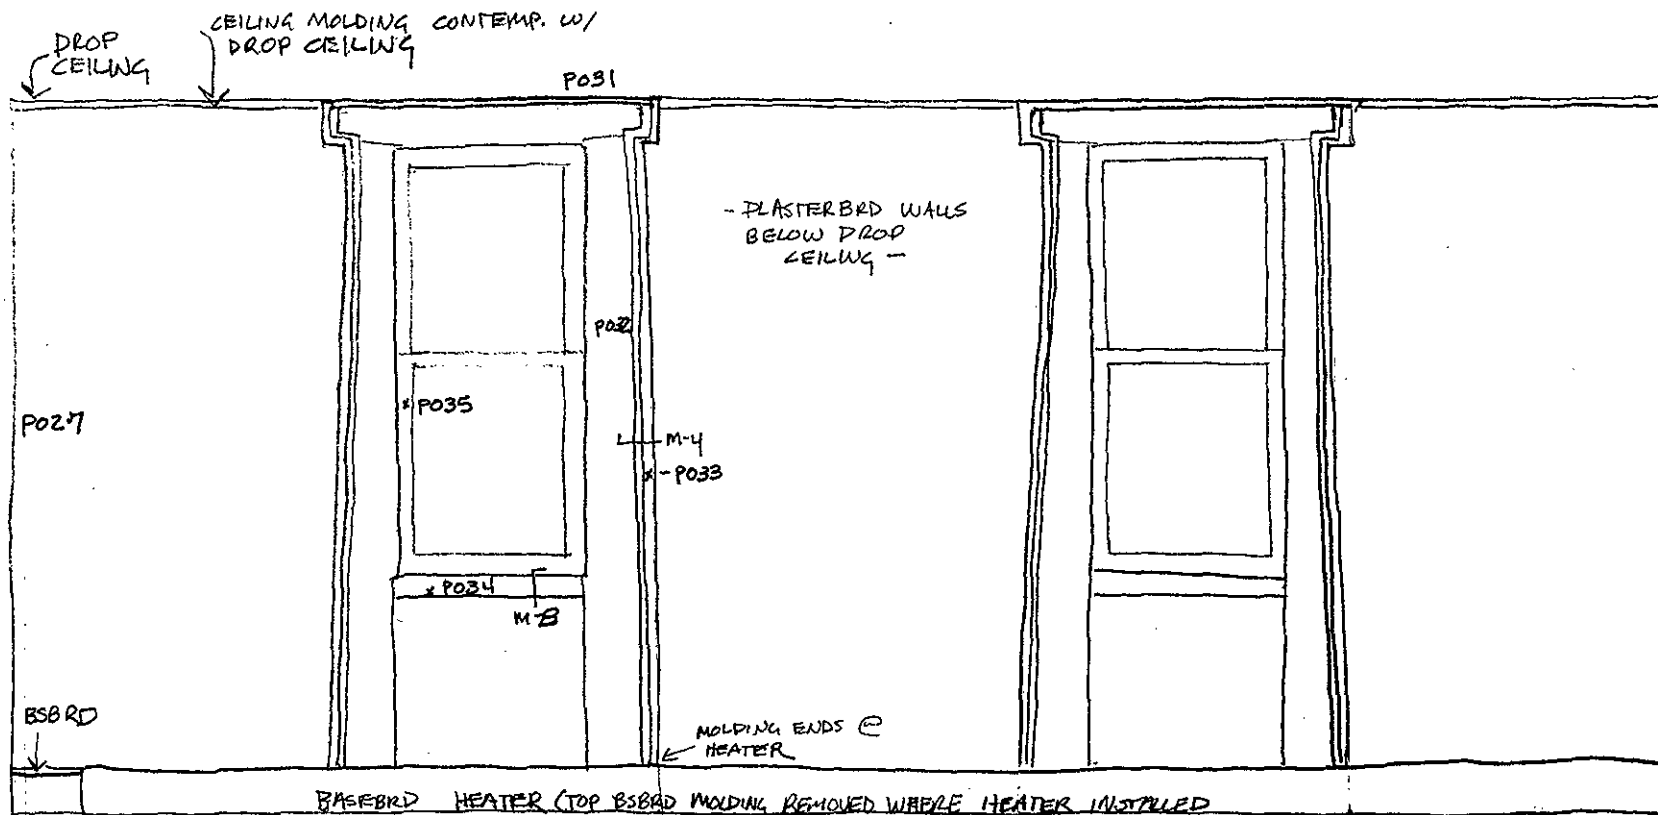 DROP
CEILING
CEILING MOLDING CONTEMP. W/
DROP CEILING
P031
- PLASTERBRD WALLS
BELOW DROP
CEILING -
P032
P035
P027
M-4
- P033
P034
M-B
BSBRD
MOLDING ENDS @
HEATER
BASEBRD HEATER (TOP BSBRD MOLDING REMOVED WHERE HEATER INSTALLED